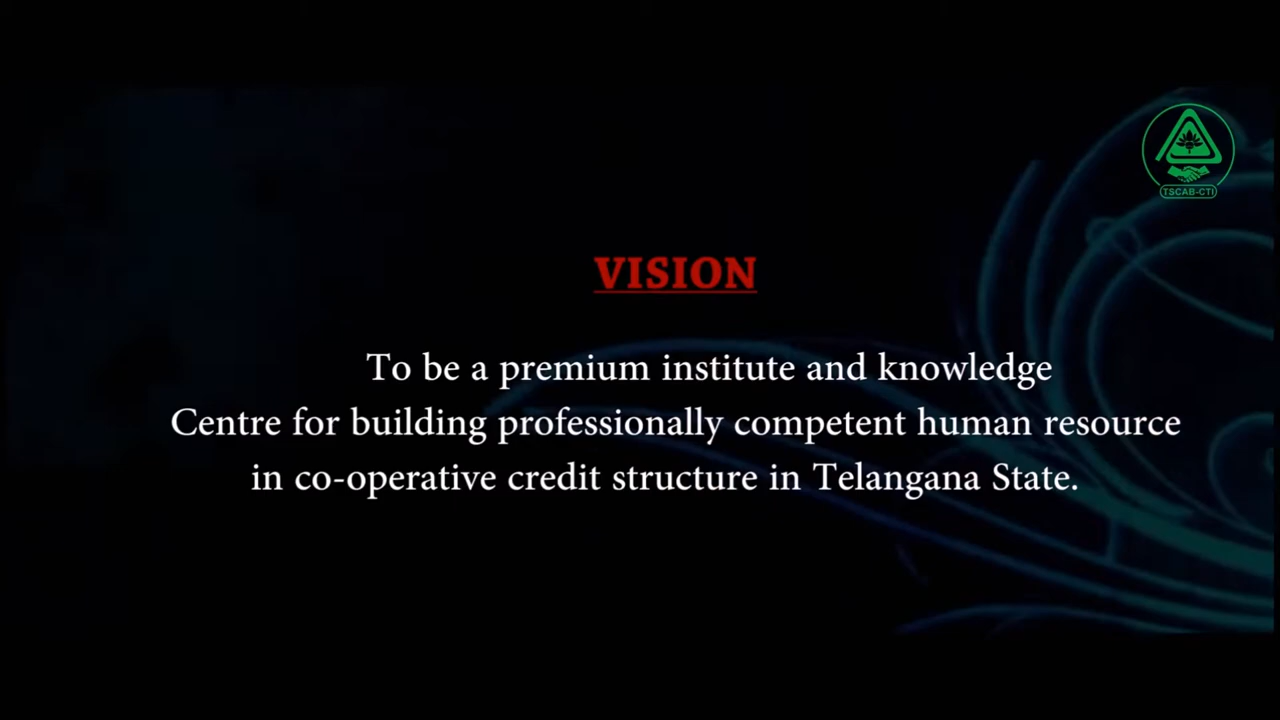 TSCAB-CTI
VISION
To be a premium institute and knowledge
Centre for building professionally competent human resource
in co-operative credit structure in Telangana State.